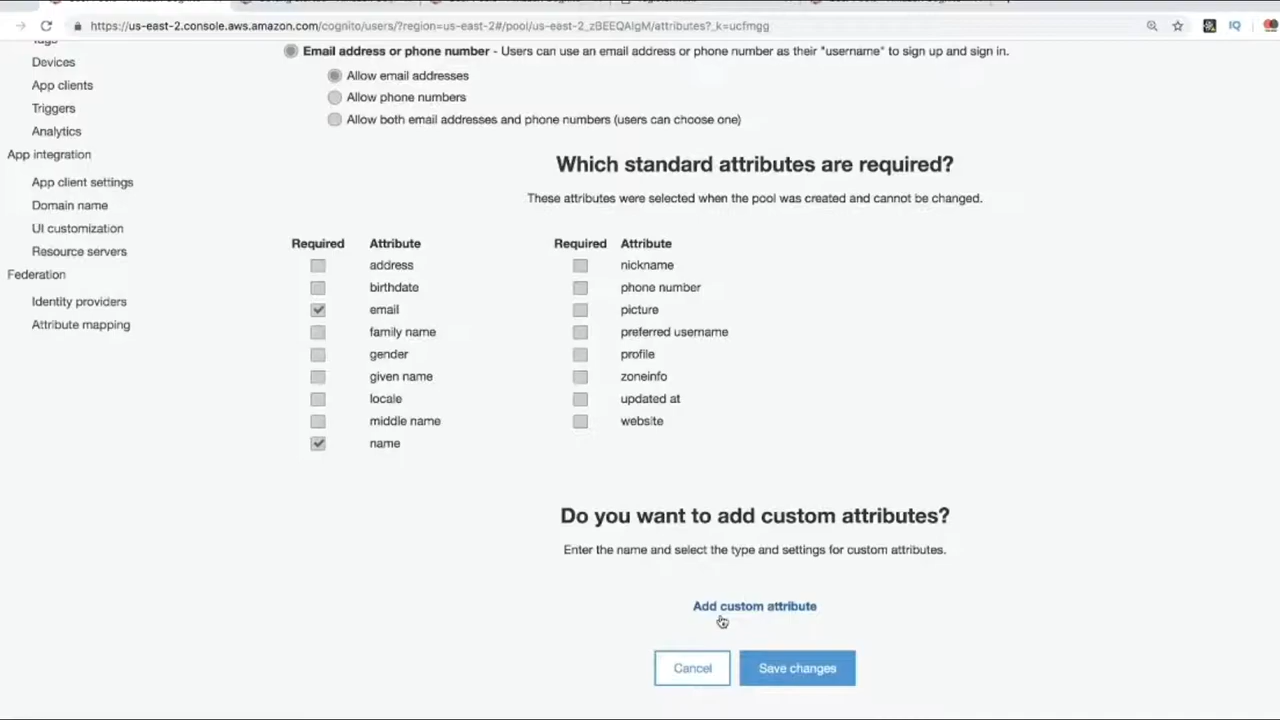 https://us-east-2.console.aws.amazon.com/cognito/users/?region=us-east-2#/pool/us-east-2_zBEEQAlgM/attributes?_k=ucfmgg
IQ
Tags
Devices
App clients
Triggers
Analytics
App integration
App client settings
Domain name
UI customization
Resource servers
Federation
Identity providers
Attribute mapping
Email address or phone number - Users can use an email address or phone number as their "username" to sign up and sign in.
Allow email addresses
Allow phone numbers
Allow both email addresses and phone numbers (users can choose one)
Which standard attributes are required?
These attributes were selected when the pool was created and cannot be changed.
Required Attribute Required Attribute
address nickname
birthdate phone number
email picture
family name preferred username
gender profile
given name zoneinfo
locale updated at
middle name website
name
Do you want to add custom attributes?
Enter the name and select the type and settings for custom attributes.
Add custom attribute
Cancel Save changes